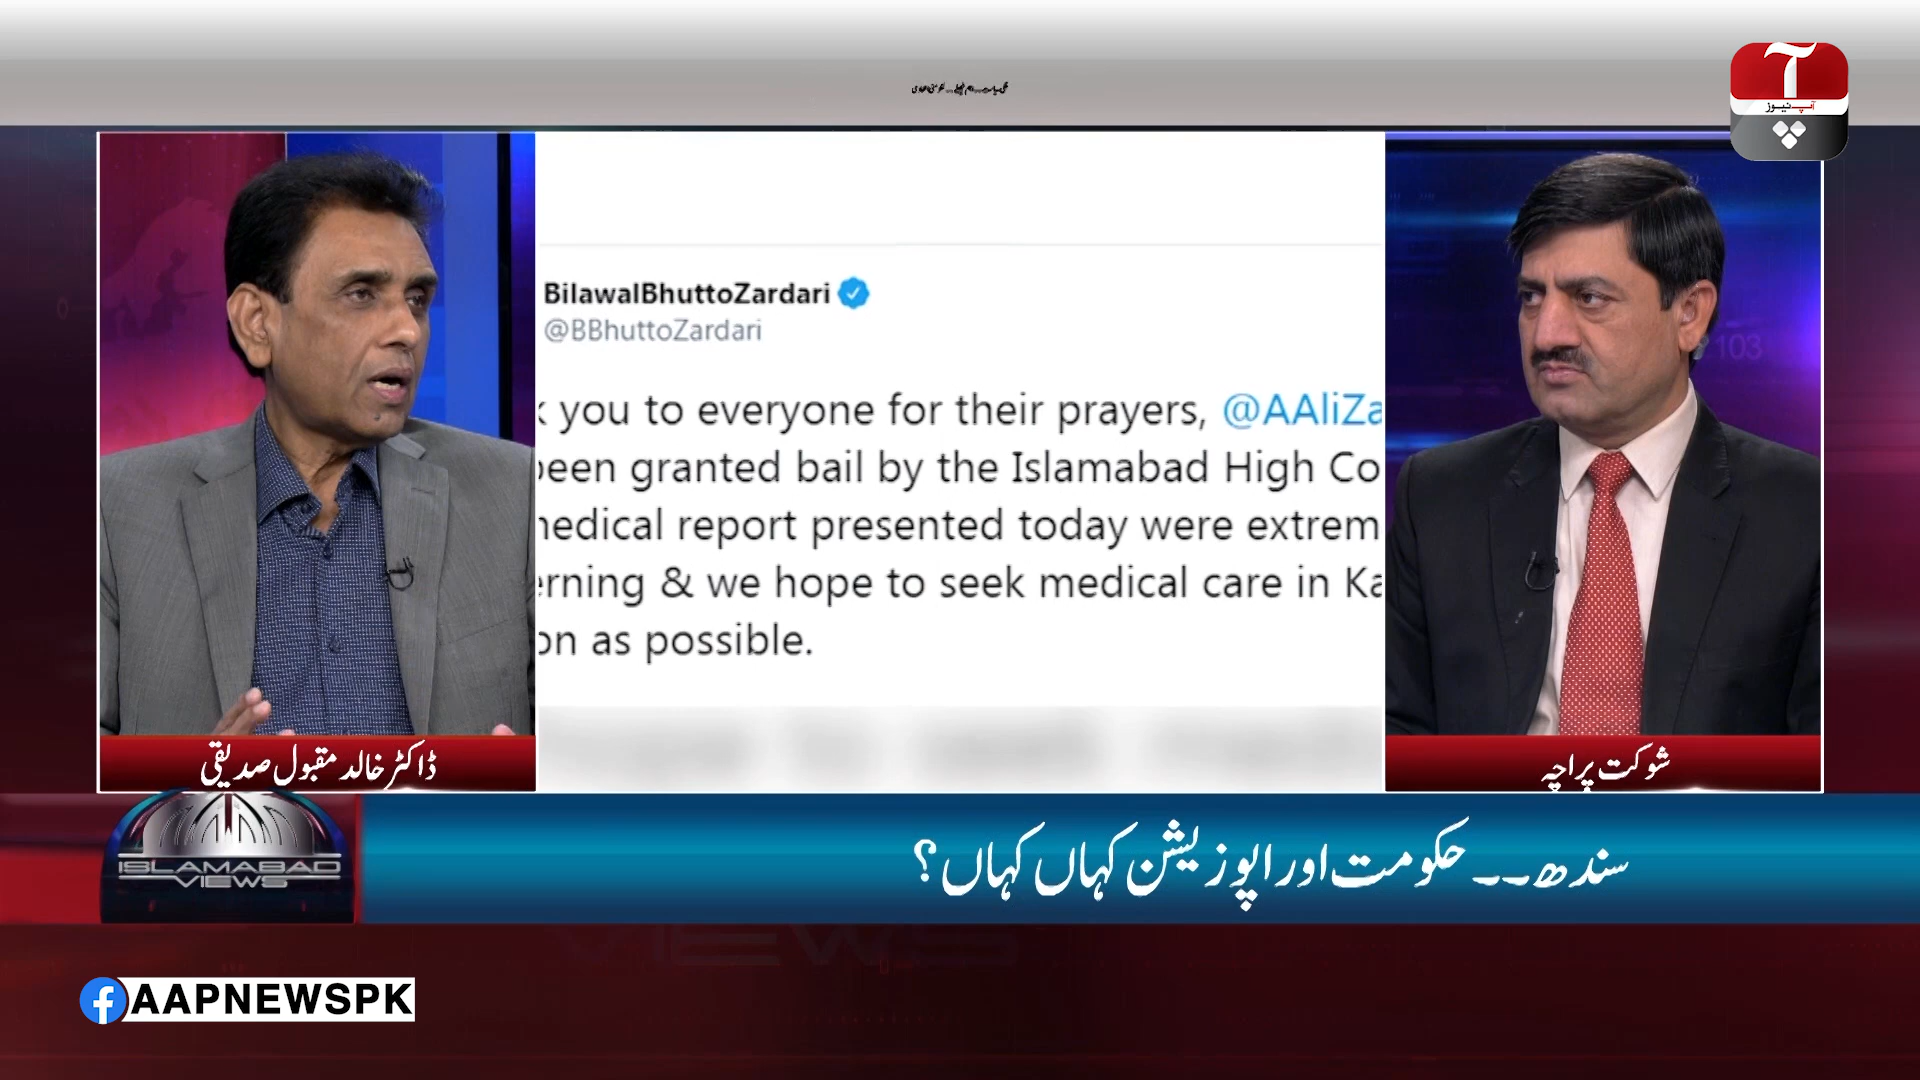 آپ نیوز
BilawalBhuttoZardari
@BBhuttoZardari
you to everyone for their prayers, @AAliZa
been granted bail by the Islamabad High Co
medical report presented today were extrem
erning & we hope to seek medical care in Ka
on as possible.
ڈاکٹر خالد مقبول صدیقی
شوکت پراچہ
ISLAMABAD
VIEWS
سندھ ۔۔ حکومت اور اپوزیشن کہاں کہاں؟
AAPNEWSPK